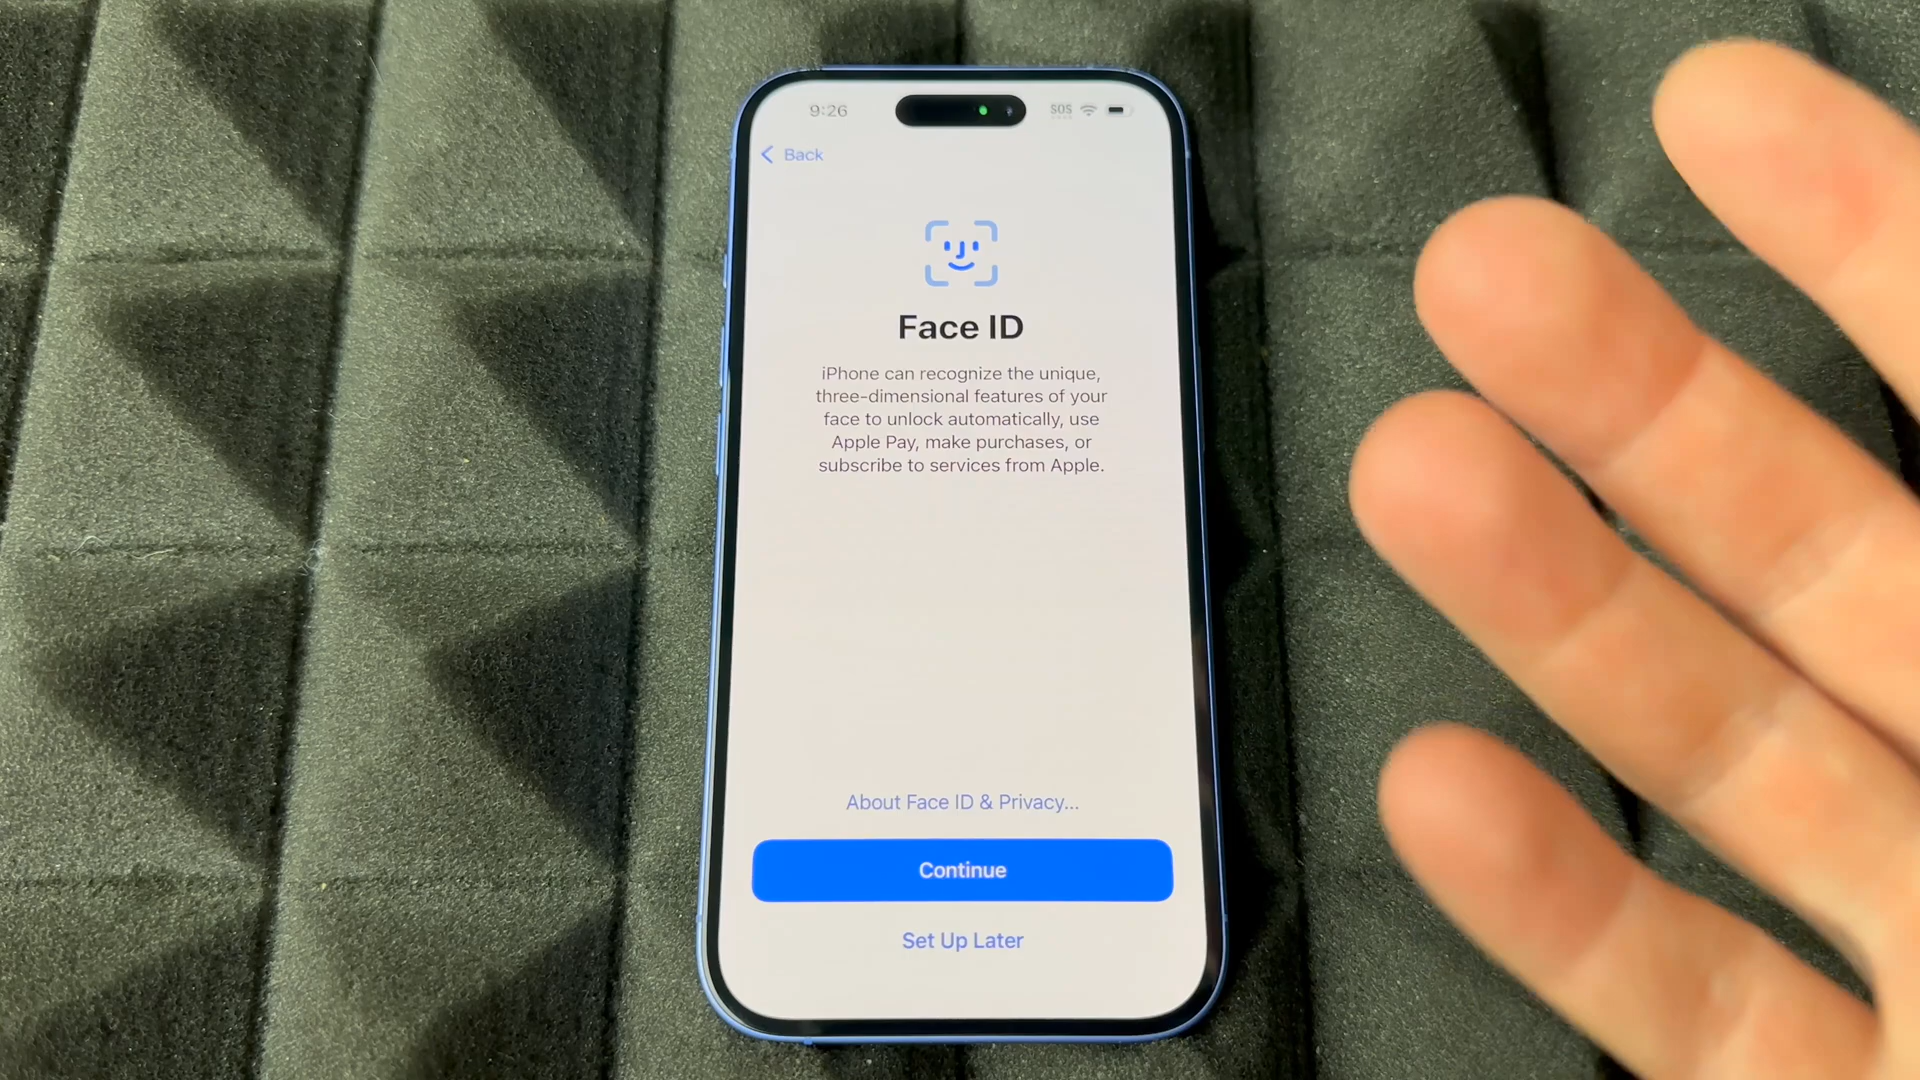 9:26 SOS
Back
Face ID
iPhone can recognize the unique,
three-dimensional features of your
face to unlock automatically, use
Apple Pay, make purchases, or
subscribe to services from Apple.
About Face ID & Privacy...
Continue
Set Up Later